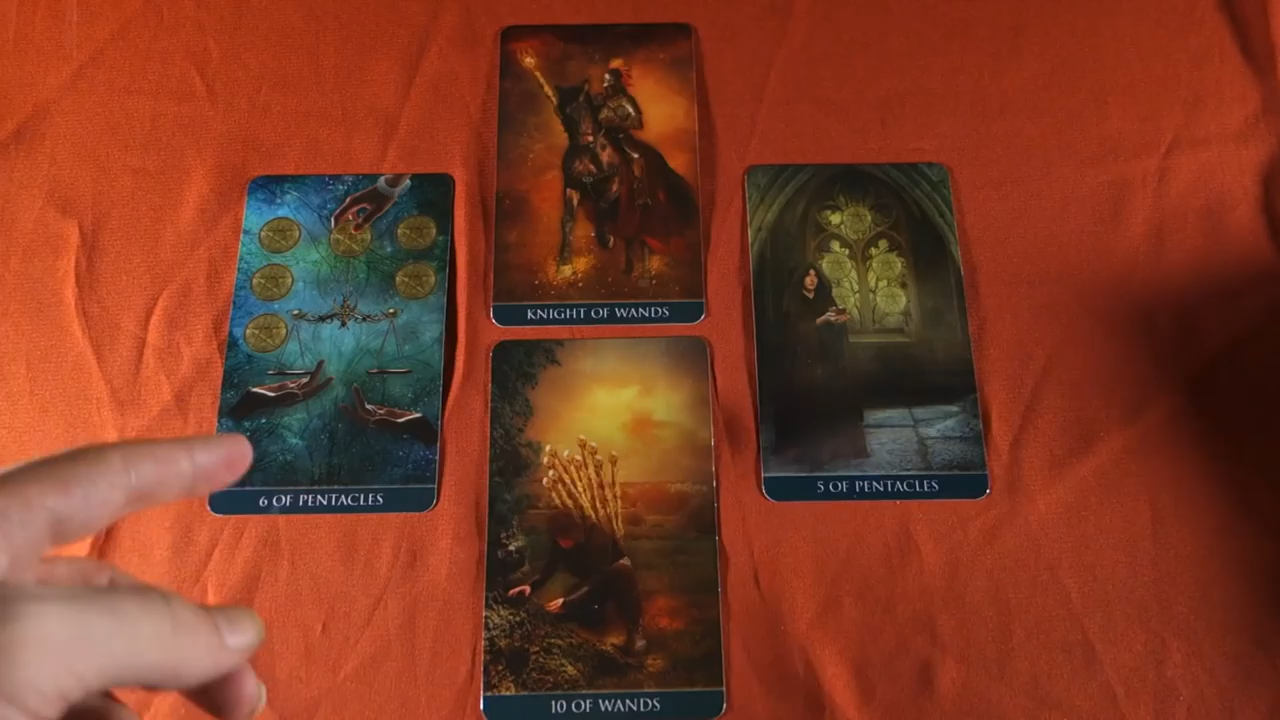 KNIGHT OF WANDS
6 OF PENTACLES
5 OF PENTACLES
10 OF WANDS